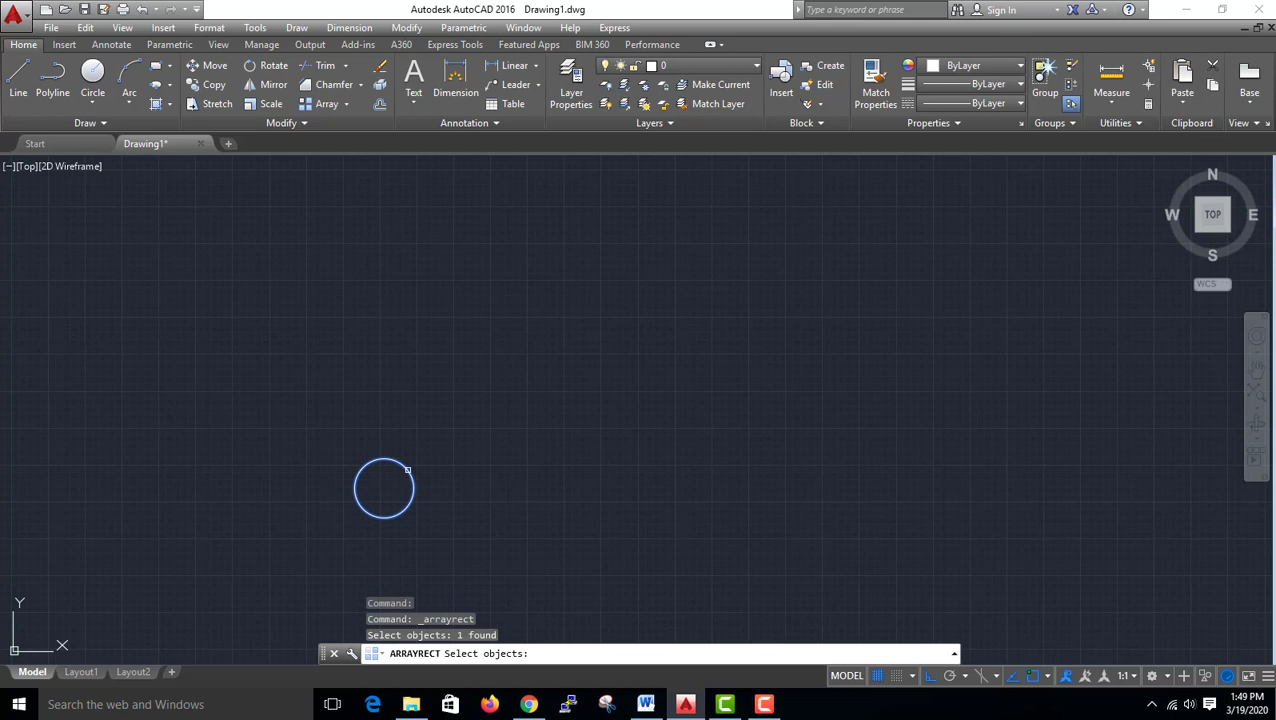 Autodesk AutoCAD 2016 Drawing1.dwg
Type a keyword or phrase
Sign In
File Edit View Insert Format Tools Draw Dimension Modify Parametric Window Help Express
Home Insert Annotate Parametric View Manage Output Add-ins A360 Express Tools Featured Apps BIM 360 Performance
Line Polyline Circle Arc
Move Rotate Trim
Copy Mirror Chamfer
Stretch Scale Array
Text Dimension
Linear
Leader
Table
Layer Properties
0
Make Current
Match Layer
Insert
Create
Edit
Match Properties
ByLayer
ByLayer
ByLayer
Group
Measure
Paste
Base
Draw Modify Annotation Layers Block Properties Groups Utilities Clipboard View
Start Drawing1*
[−][Top][2D Wireframe]
N
W TOP E
S
WCS
Y
X
Command:
Command: _arrayrect
Select objects: 1 found
ARRAYRECT Select objects:
Model Layout1 Layout2
MODEL 1:1
Search the web and Windows
1:49 PM
3/19/2020